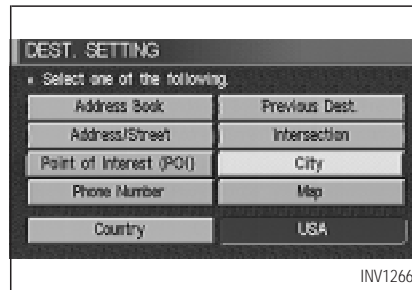 DEST. SETTING
Select one of the following.
Address Book Previous Dest.
Address/Street Intersection
Point of Interest (POI) City
Phone Number Map
Country USA
INV1266